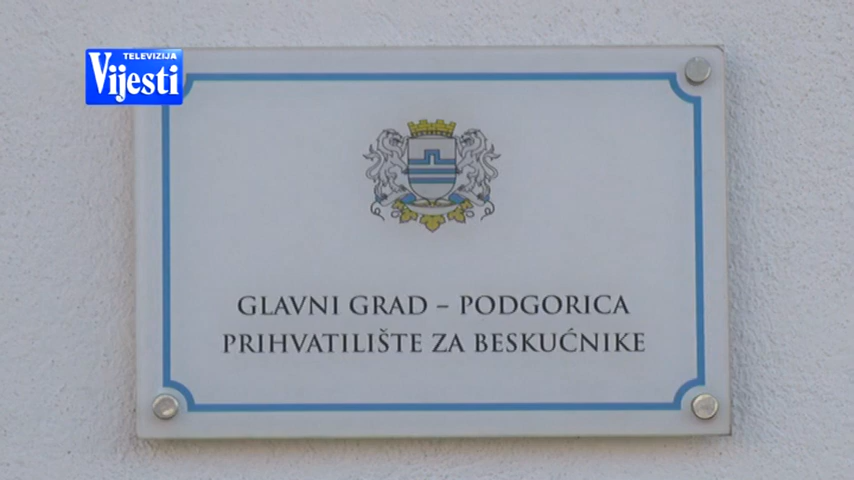 TELEVIZIJA
Vijesti
GLAVNI GRAD – PODGORICA
PRIHVATILIŠTE ZA BESKUĆNIKE